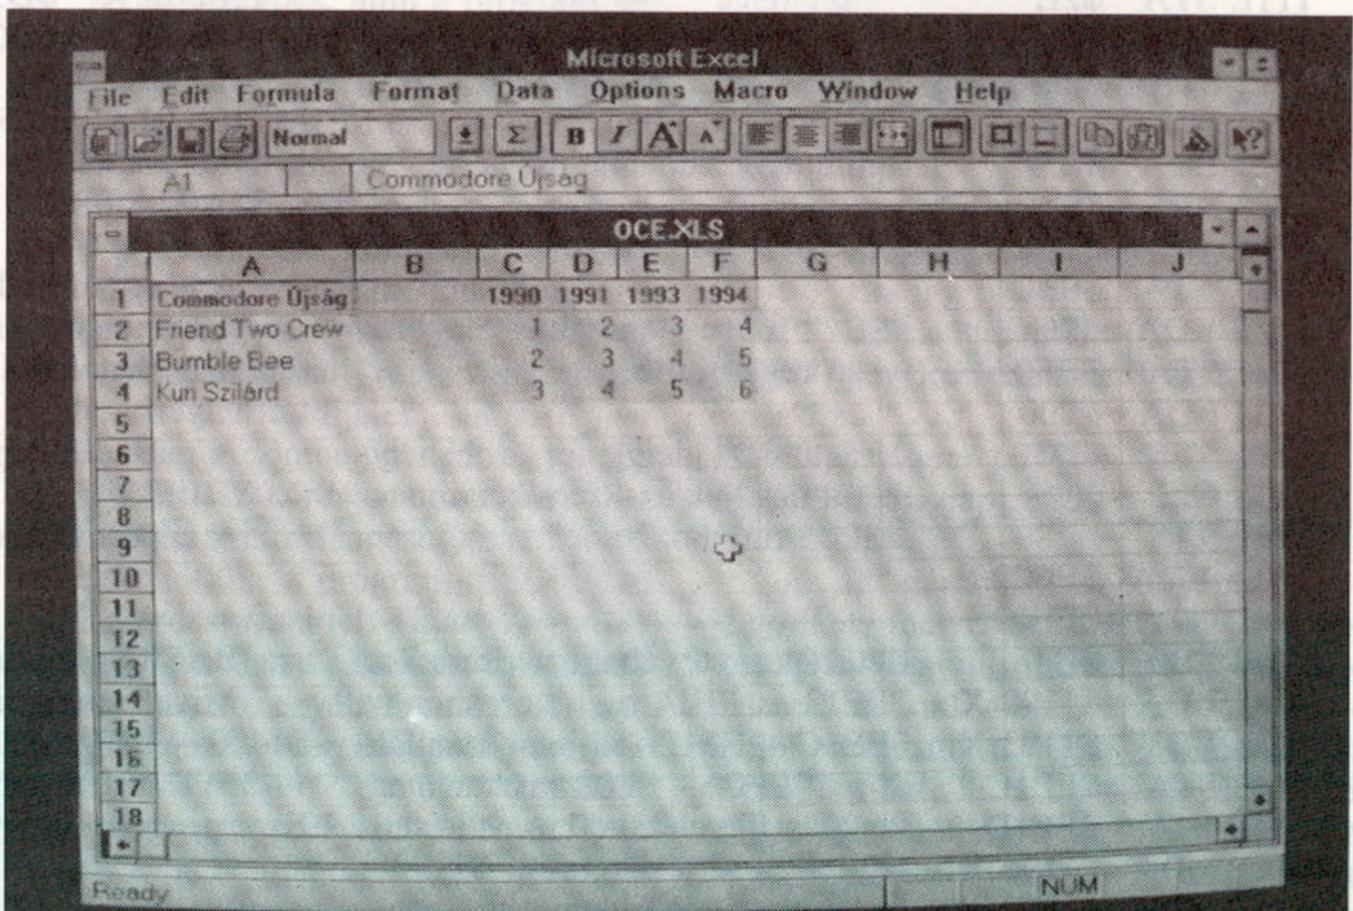 Microsoft Excel
File Edit Formula Format Data Options Macro Window Help
Normal Σ B I A A ?
A1 Commodore Újság
OCE.XLS
A B C D E F G H I J
1 Commodore Újság 1990 1991 1993 1994
2 Friend Two Crew 1 2 3 4
3 Bumble Bee 2 3 4 5
4 Kun Szilárd 3 4 5 6
5
6
7
8
9
10
11
12
13
14
15
16
17
18
Ready NUM